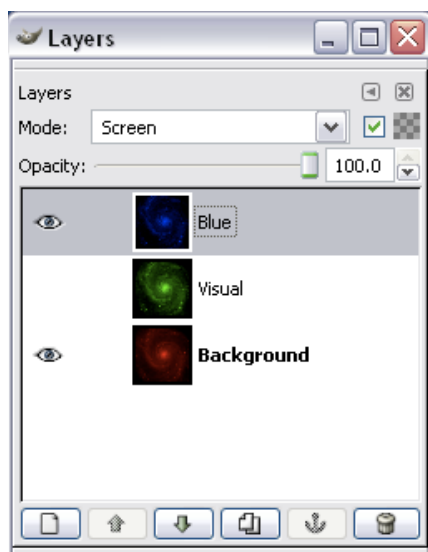 Layers
Layers
Mode: Screen
Opacity: 100.0
Blue
Visual
Background